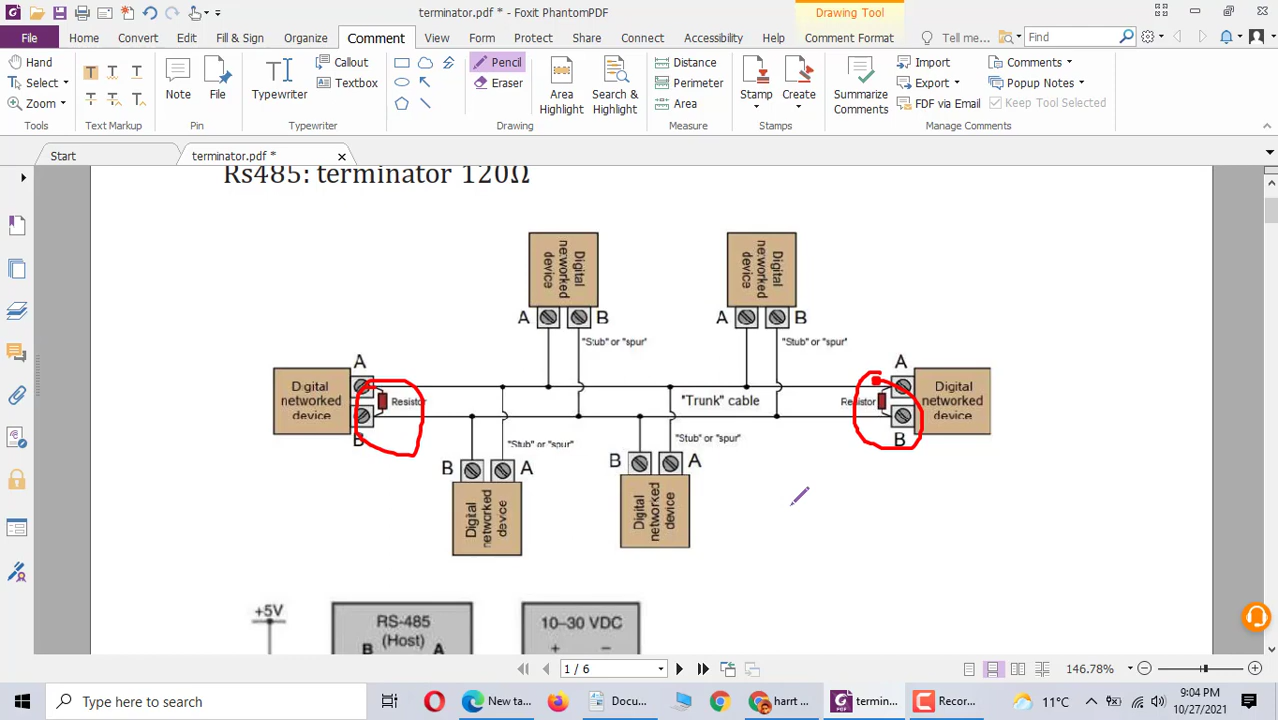 terminator.pdf * - Foxit PhantomPDF
Drawing Tool
File Home Convert Edit Organize Fill & Sign Comment View Form Protect Share Connect Accessibility Help Comment Format Tell me... Find
Hand
Select
Zoom
Tools
Text Markup
Note
File
Pin
Typewriter
Callout
Textbox
Typewriter
Pencil
Eraser
Drawing
Area Highlight
Search & Highlight
Distance
Perimeter
Area
Measure
Stamp
Create
Stamps
Summarize Comments
Import
Export
FDF via Email
Comments
Popup Notes
Keep Tool Selected
Manage Comments
Start
terminator.pdf *
Rs485: terminator 120Ω
Digital networked device
Digital networked device
A B
A B
"Stub" or "spur"
"Stub" or "spur"
A
A
Digital networked device
Resistor
"Trunk" cable
Resistor
Digital networked device
B
B
"Stub" or "spur"
"Stub" or "spur"
B A
B A
Digital networked device
Digital networked device
+5V
RS-485
(Host)
B A
10–30 VDC
+ –
1 / 6
146.78%
Type here to search
New ta...
Docu...
harrt ...
termin...
Recor...
11°C
9:04 PM
10/27/2021